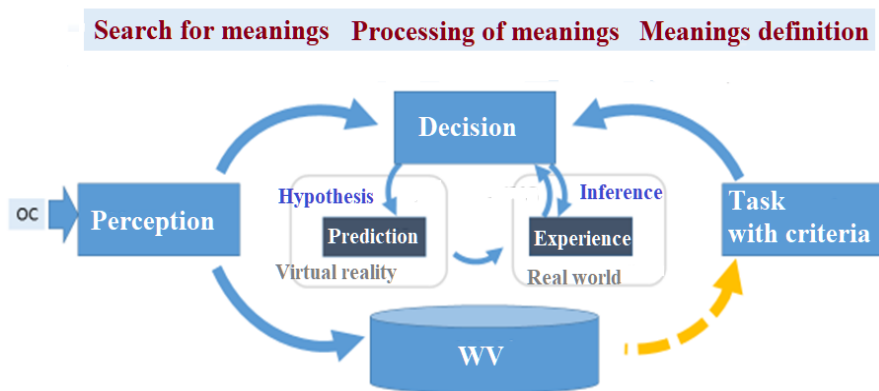 Search for meanings Processing of meanings Meanings definition
Decision
Hypothesis
Inference
OC
Perception
Prediction
Experience
Task
with criteria
Virtual reality
Real world
WV